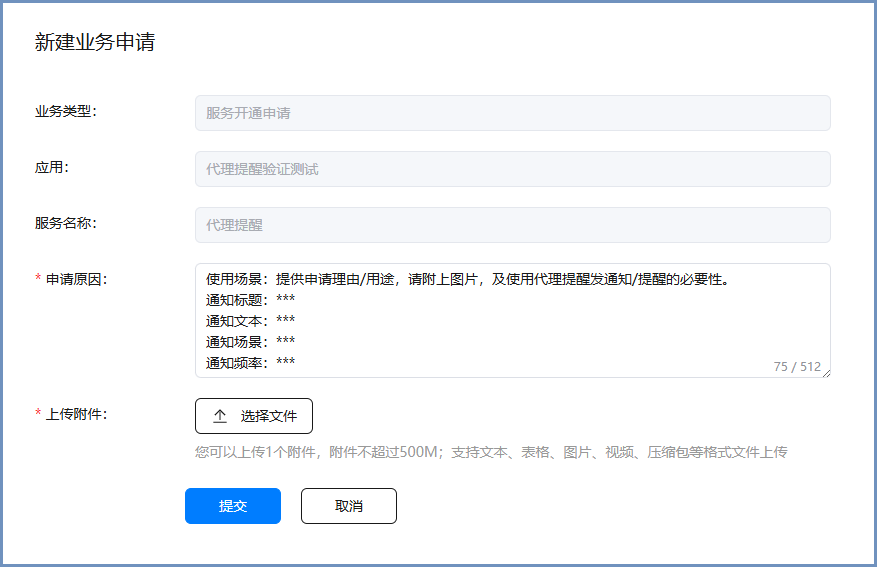 新建业务申请
业务类型：
服务开通申请
应用：
代理提醒验证测试
服务名称：
代理提醒
* 申请原因：
使用场景：提供申请理由/用途，请附上图片，及使用代理提醒发通知/提醒的必要性。
通知标题：***
通知文本：***
通知场景：***
通知频率：***
75 / 512
* 上传附件：
选择文件
您可以上传1个附件，附件不超过500M；支持文本、表格、图片、视频、压缩包等格式文件上传
提交
取消